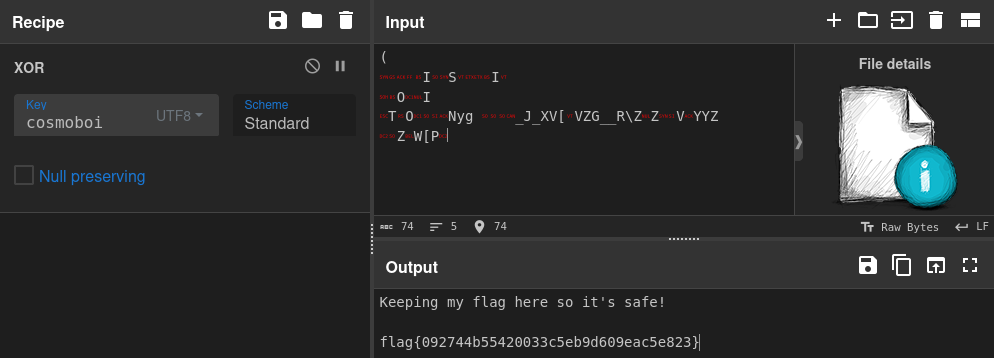 Recipe
XOR
Key
cosmoboi
UTF8
Scheme
Standard
Null preserving
Input
(
I S I
O I
T O Nyg _J_XV[ VZG__R\Z Z V YYZ
Z W[P
File details
ABC 74 5 74
Raw Bytes LF
Output
Keeping my flag here so it's safe!
flag{092744b55420033c5eb9d609eac5e823}